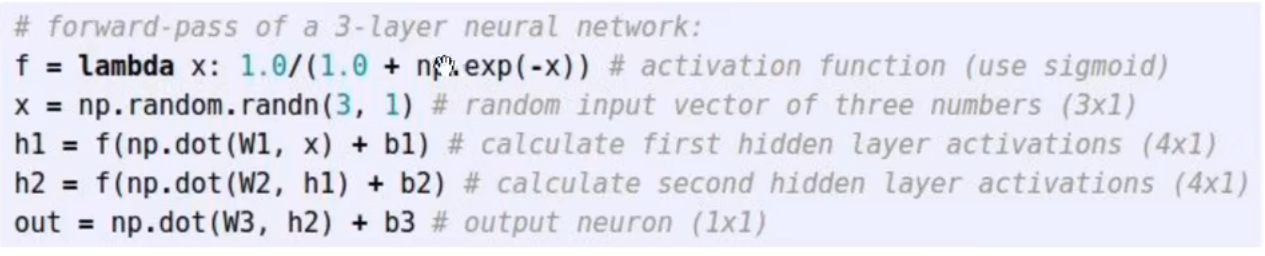 # forward-pass of a 3-layer neural network:
f = lambda x: 1.0/(1.0 + np.exp(-x)) # activation function (use sigmoid)
x = np.random.randn(3, 1) # random input vector of three numbers (3x1)
h1 = f(np.dot(W1, x) + b1) # calculate first hidden layer activations (4x1)
h2 = f(np.dot(W2, h1) + b2) # calculate second hidden layer activations (4x1)
out = np.dot(W3, h2) + b3 # output neuron (1x1)